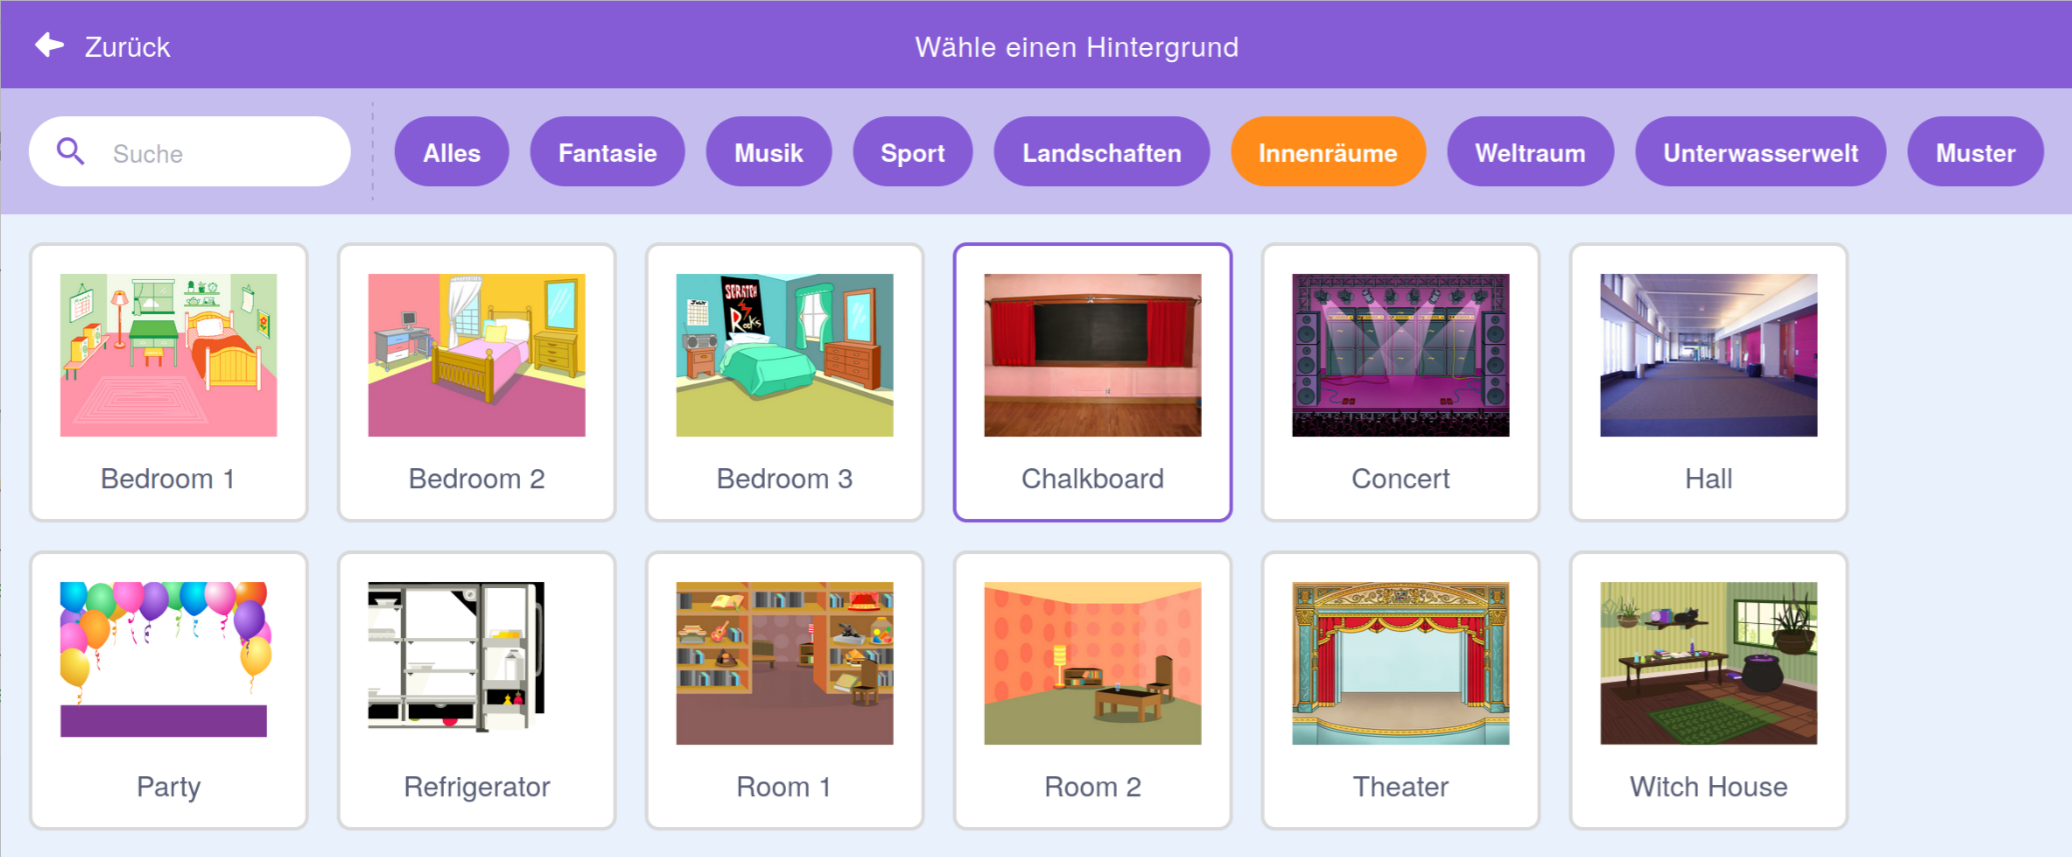 Zurück
Wähle einen Hintergrund
Suche
Alles
Fantasie
Musik
Sport
Landschaften
Innenräume
Weltraum
Unterwasserwelt
Muster
SCRATCH
Rocks
July
Bedroom 1
Bedroom 2
Bedroom 3
Chalkboard
Concert
Hall
Party
Refrigerator
Room 1
Room 2
Theater
Witch House